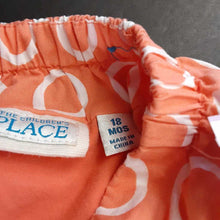 THE CHILDREN'S
PLACE
18
MOS
MADE IN
CHINA